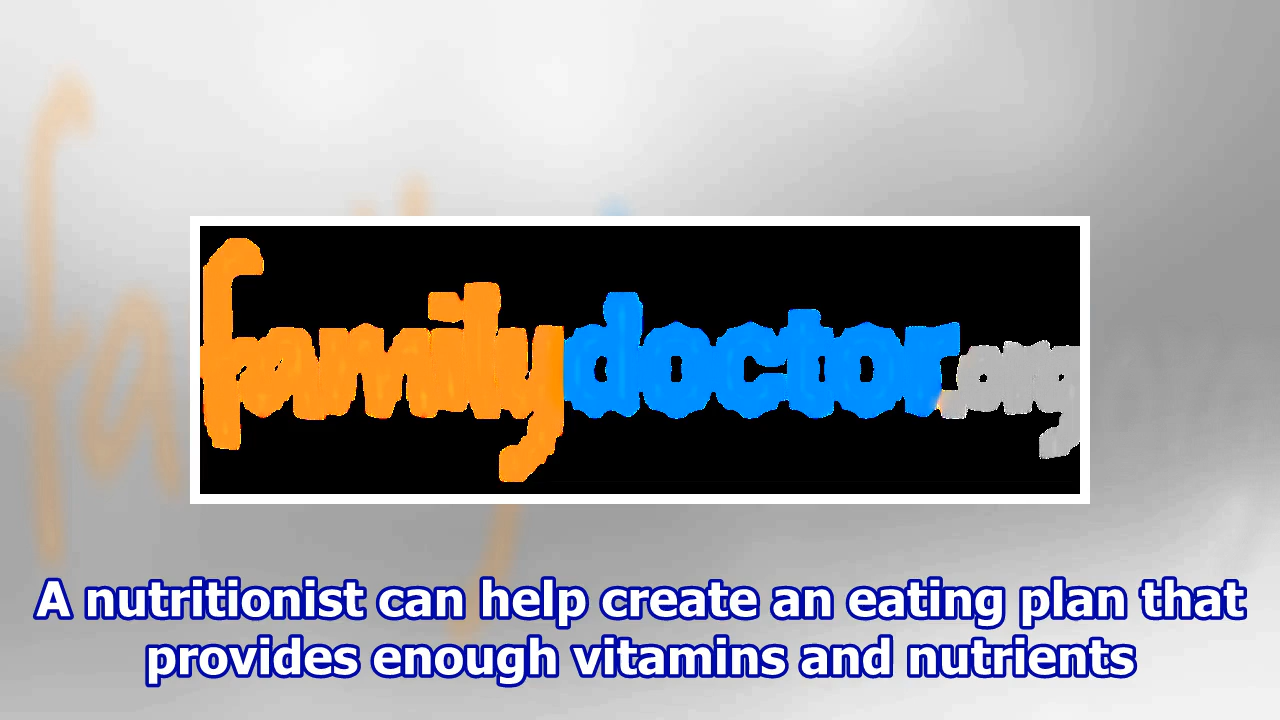 familydoctor.org
A nutritionist can help create an eating plan that
provides enough vitamins and nutrients